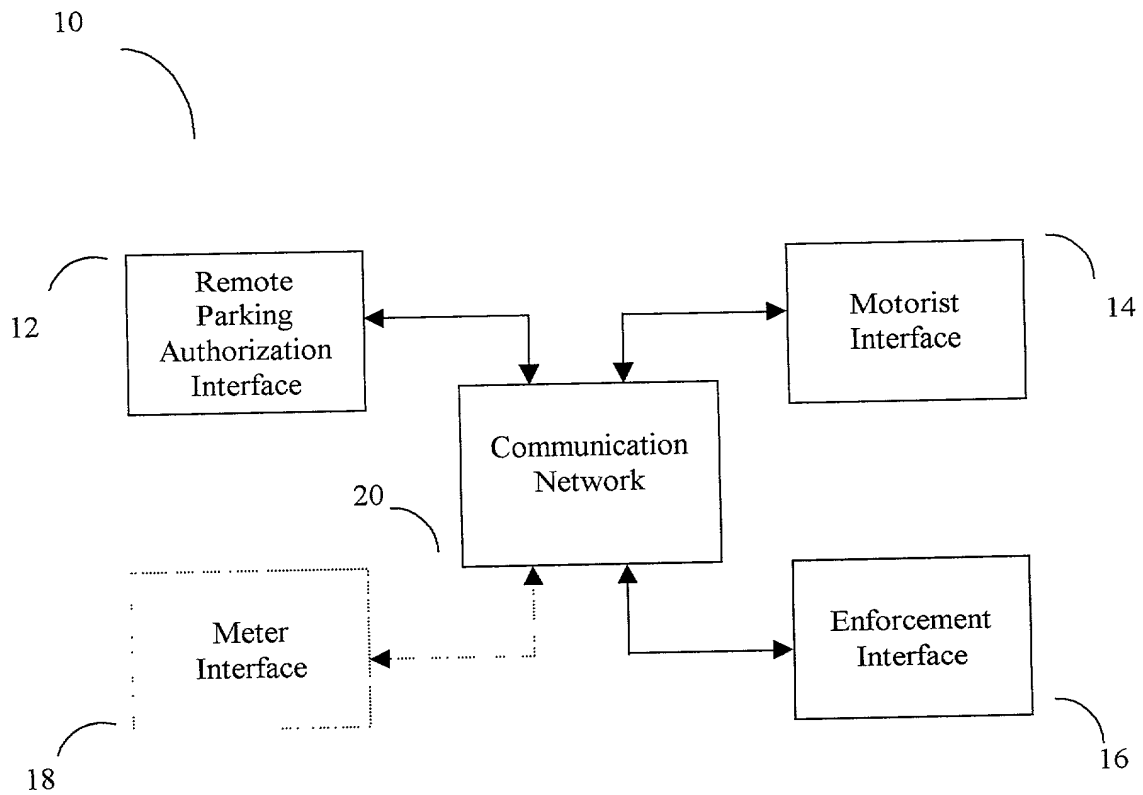 10
12
Remote
Parking
Authorization
Interface
Motorist
Interface
14
Communication
Network
20
Meter
Interface
18
Enforcement
Interface
16